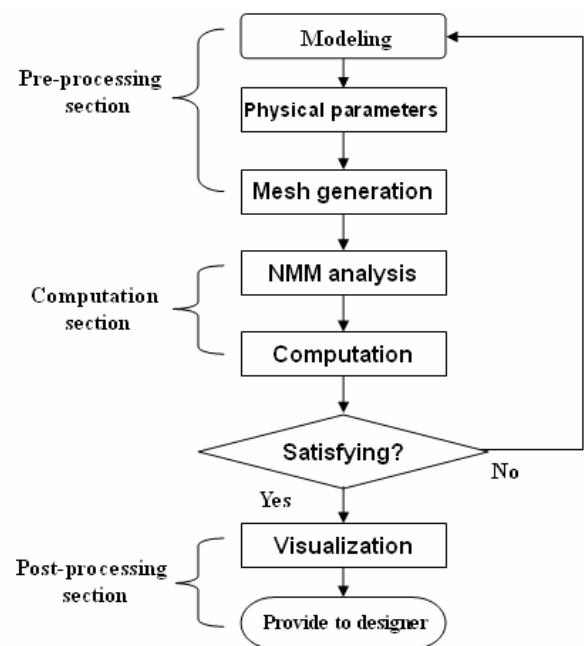 Modeling
Pre-processing
section
Physical parameters
Mesh generation
NMM analysis
Computation
section
Computation
Satisfying?
No
Yes
Visualization
Post-processing
section
Provide to designer